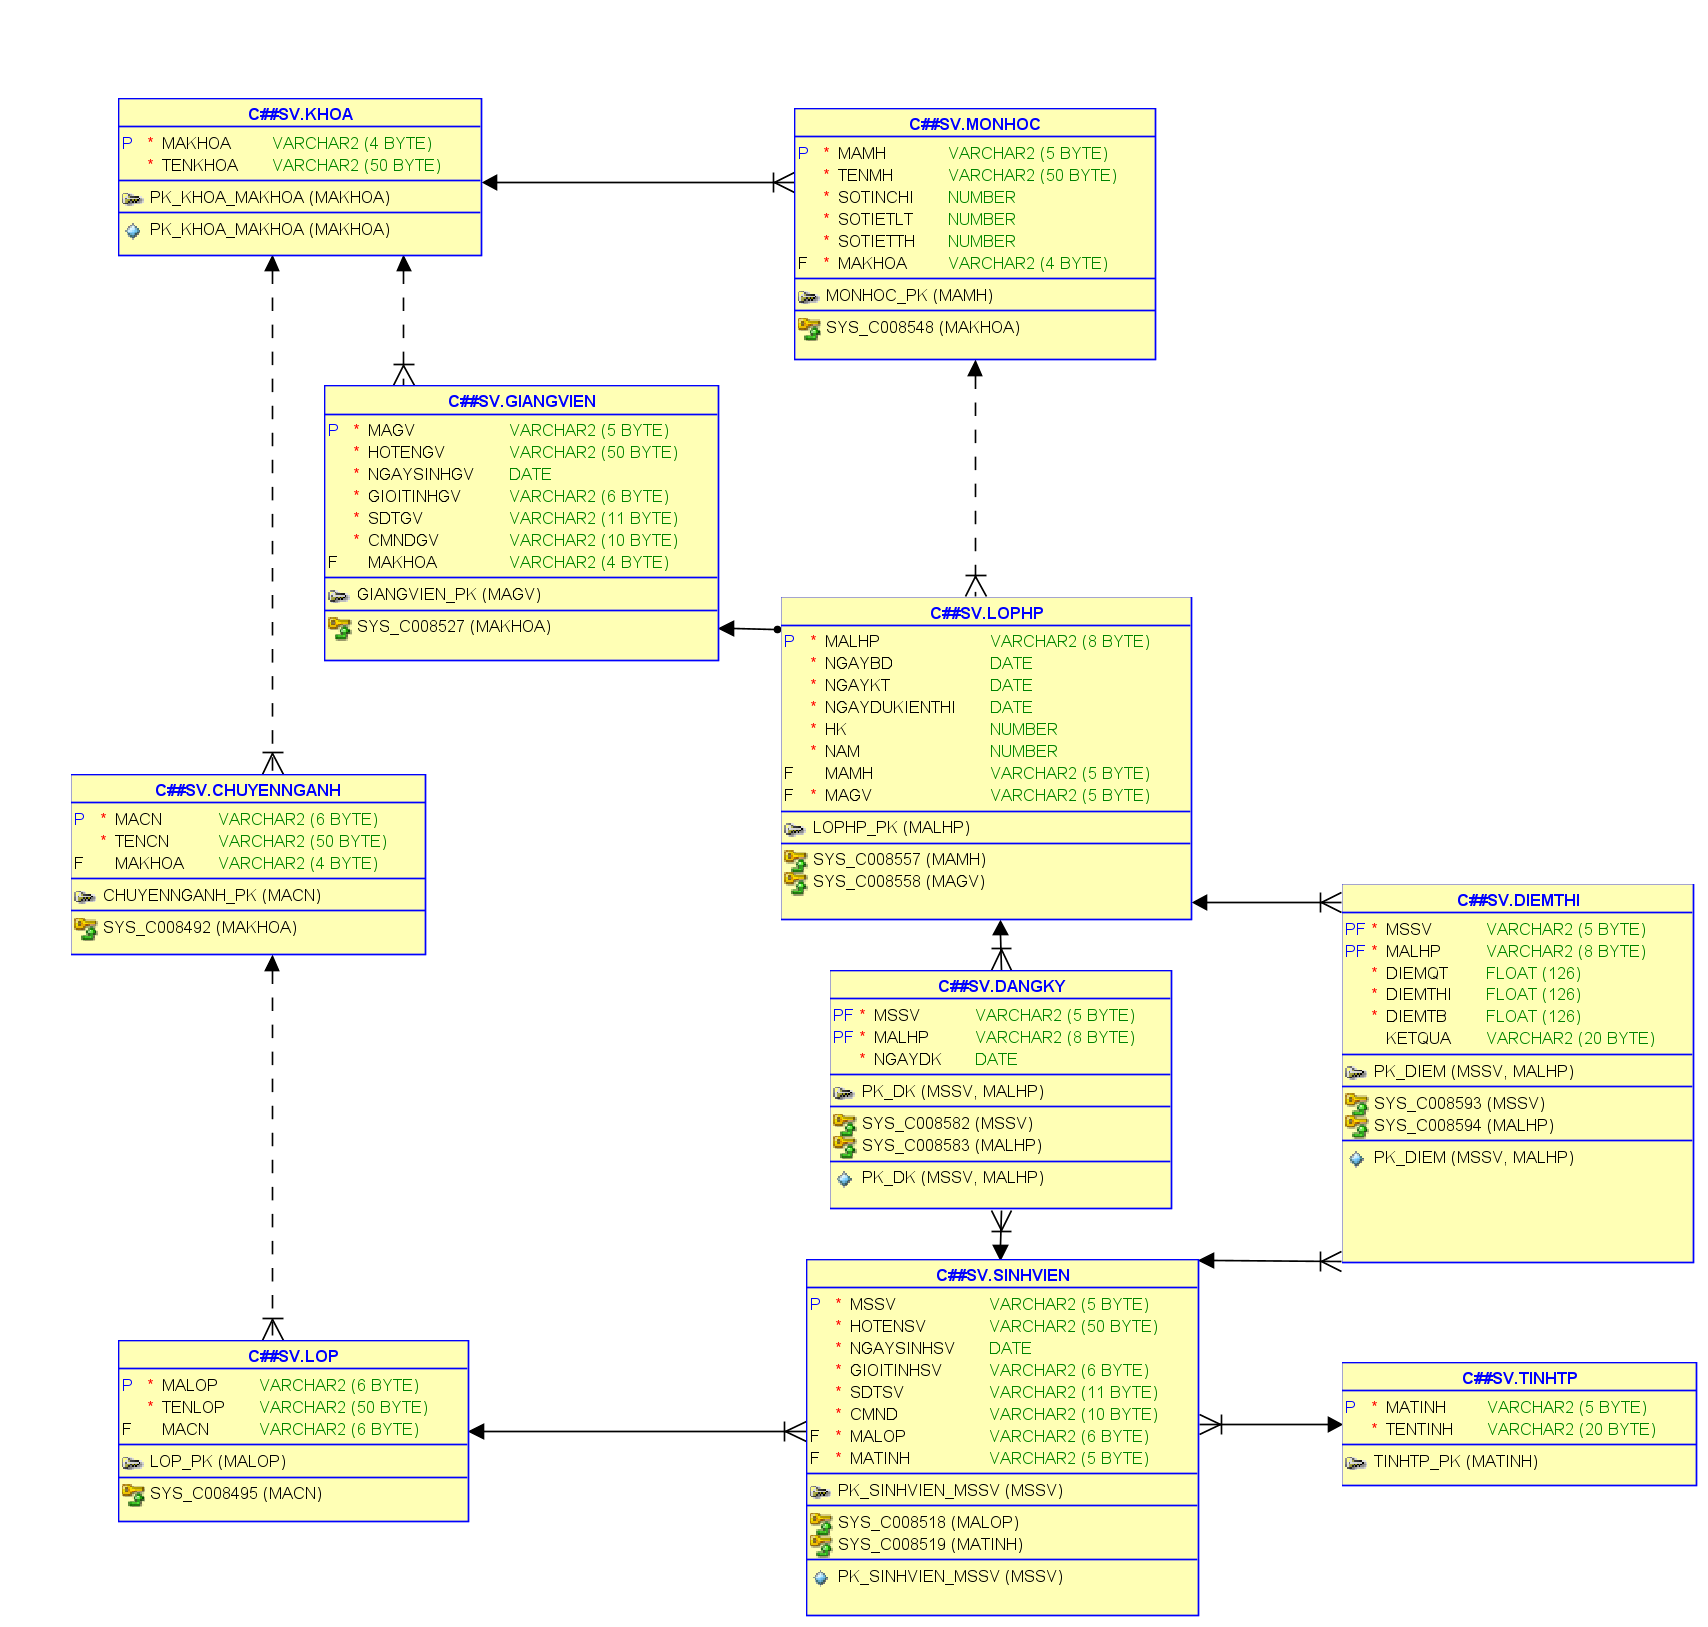 C##SV.KHOA
P * MAKHOA VARCHAR2 (4 BYTE)
* TENKHOA VARCHAR2 (50 BYTE)
PK_KHOA_MAKHOA (MAKHOA)
PK_KHOA_MAKHOA (MAKHOA)
C##SV.MONHOC
P * MAMH VARCHAR2 (5 BYTE)
* TENMH VARCHAR2 (50 BYTE)
* SOTINCHI NUMBER
* SOTIETLT NUMBER
* SOTIETTH NUMBER
F * MAKHOA VARCHAR2 (4 BYTE)
MONHOC_PK (MAMH)
SYS_C008548 (MAKHOA)
C##SV.GIANGVIEN
P * MAGV VARCHAR2 (5 BYTE)
* HOTENGV VARCHAR2 (50 BYTE)
* NGAYSINHGV DATE
* GIOITINHGV VARCHAR2 (6 BYTE)
* SDTGV VARCHAR2 (11 BYTE)
* CMNDGV VARCHAR2 (10 BYTE)
F MAKHOA VARCHAR2 (4 BYTE)
GIANGVIEN_PK (MAGV)
SYS_C008527 (MAKHOA)
C##SV.LOPHP
P * MALHP VARCHAR2 (8 BYTE)
* NGAYBD DATE
* NGAYKT DATE
* NGAYDUKIENTHI DATE
* HK NUMBER
* NAM NUMBER
F MAMH VARCHAR2 (5 BYTE)
F * MAGV VARCHAR2 (5 BYTE)
LOPHP_PK (MALHP)
SYS_C008557 (MAMH)
SYS_C008558 (MAGV)
C##SV.CHUYENNGANH
P * MACN VARCHAR2 (6 BYTE)
* TENCN VARCHAR2 (50 BYTE)
F MAKHOA VARCHAR2 (4 BYTE)
CHUYENNGANH_PK (MACN)
SYS_C008492 (MAKHOA)
C##SV.DIEMTHI
PF * MSSV VARCHAR2 (5 BYTE)
PF * MALHP VARCHAR2 (8 BYTE)
* DIEMQT FLOAT (126)
* DIEMTHI FLOAT (126)
* DIEMTB FLOAT (126)
KETQUA VARCHAR2 (20 BYTE)
PK_DIEM (MSSV, MALHP)
SYS_C008593 (MSSV)
SYS_C008594 (MALHP)
PK_DIEM (MSSV, MALHP)
C##SV.DANGKY
PF * MSSV VARCHAR2 (5 BYTE)
PF * MALHP VARCHAR2 (8 BYTE)
* NGAYDK DATE
PK_DK (MSSV, MALHP)
SYS_C008582 (MSSV)
SYS_C008583 (MALHP)
PK_DK (MSSV, MALHP)
C##SV.SINHVIEN
P * MSSV VARCHAR2 (5 BYTE)
* HOTENSV VARCHAR2 (50 BYTE)
* NGAYSINHSV DATE
* GIOITINHSV VARCHAR2 (6 BYTE)
* SDTSV VARCHAR2 (11 BYTE)
* CMND VARCHAR2 (10 BYTE)
F * MALOP VARCHAR2 (6 BYTE)
F * MATINH VARCHAR2 (5 BYTE)
PK_SINHVIEN_MSSV (MSSV)
SYS_C008518 (MALOP)
SYS_C008519 (MATINH)
PK_SINHVIEN_MSSV (MSSV)
C##SV.LOP
P * MALOP VARCHAR2 (6 BYTE)
* TENLOP VARCHAR2 (50 BYTE)
F MACN VARCHAR2 (6 BYTE)
LOP_PK (MALOP)
SYS_C008495 (MACN)
C##SV.TINHTP
P * MATINH VARCHAR2 (5 BYTE)
* TENTINH VARCHAR2 (20 BYTE)
TINHTP_PK (MATINH)